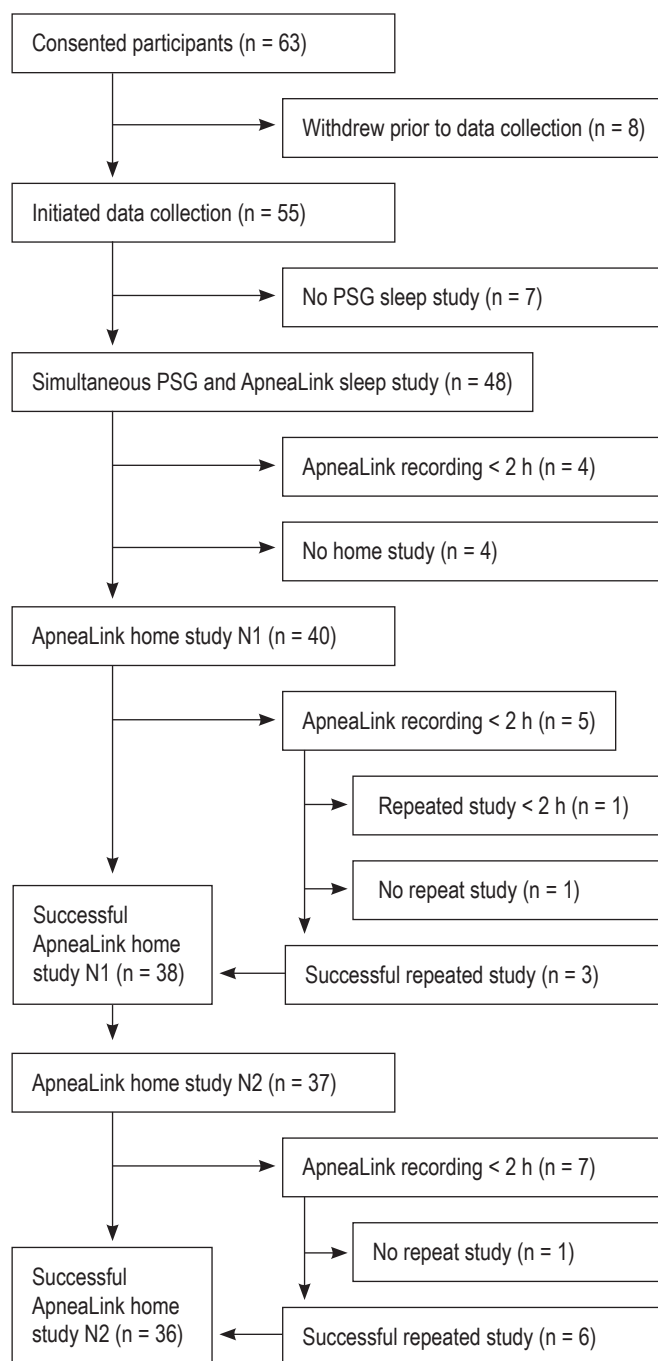 Consented participants (n = 63)
Withdrew prior to data collection (n = 8)
Initiated data collection (n = 55)
No PSG sleep study (n = 7)
Simultaneous PSG and ApneaLink sleep study (n = 48)
ApneaLink recording < 2 h (n = 4)
No home study (n = 4)
ApneaLink home study N1 (n = 40)
ApneaLink recording < 2 h (n = 5)
Repeated study < 2 h (n = 1)
No repeat study (n = 1)
Successful
ApneaLink home
study N1 (n = 38)
Successful repeated study (n = 3)
ApneaLink home study N2 (n = 37)
ApneaLink recording < 2 h (n = 7)
No repeat study (n = 1)
Successful
ApneaLink home
study N2 (n = 36)
Successful repeated study (n = 6)